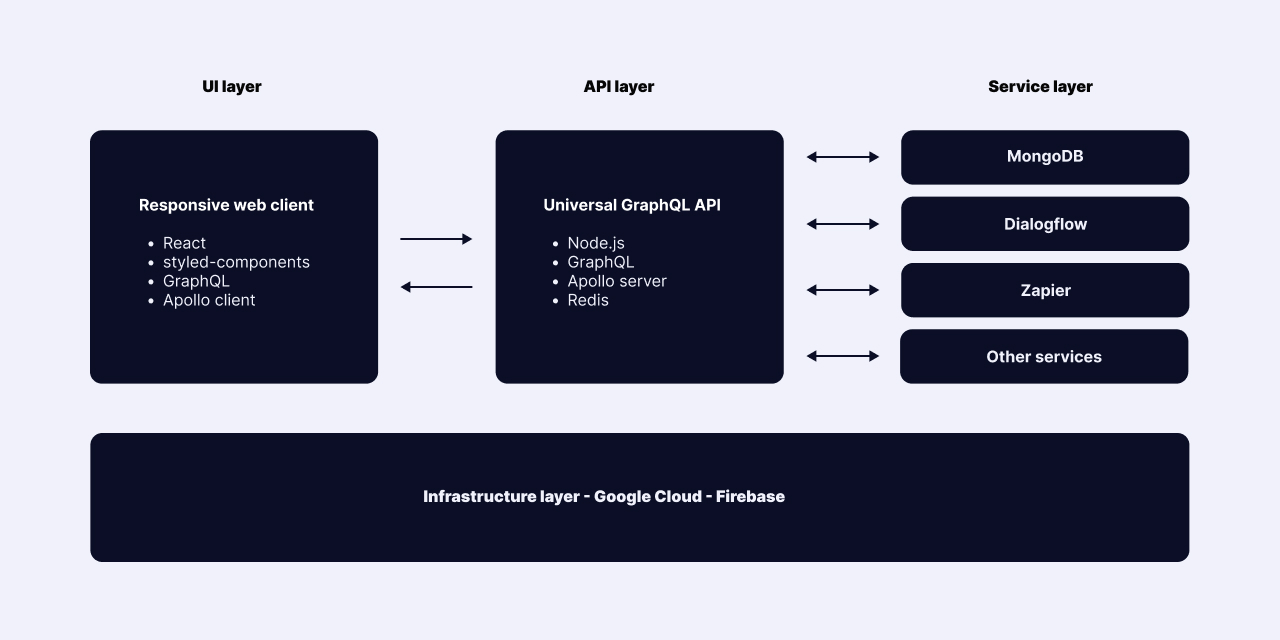 UI layer
API layer
Service layer
Responsive web client
• React
• styled-components
• GraphQL
• Apollo client
Universal GraphQL API
• Node.js
• GraphQL
• Apollo server
• Redis
MongoDB
Dialogflow
Zapier
Other services
Infrastructure layer - Google Cloud - Firebase